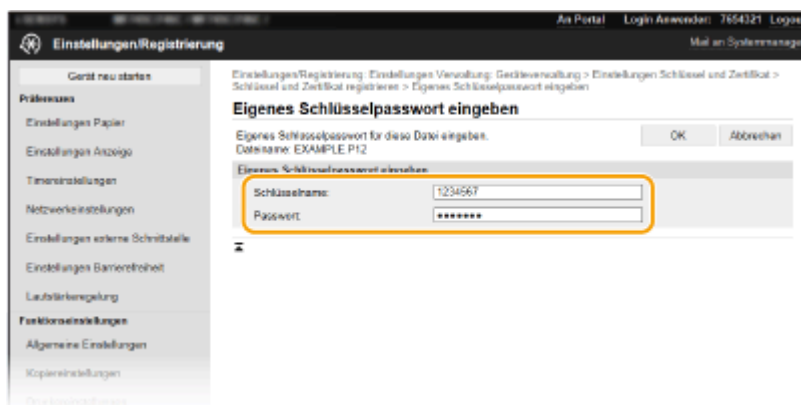 An Portal Login Anwender: 7654321 Logou
Einstellungen/Registrierung
Mail an Systemmanage
Gerät neu starten
Präferenzen
Einstellungen Papier
Einstellungen Anzeige
Timereinstellungen
Netzwerkeinstellungen
Einstellungen externe Schnittstelle
Einstellungen Barrierefreiheit
Lautstärkeregelung
Funktionseinstellungen
Allgemeine Einstellungen
Kopiereinstellungen
Einstellungen/Registrierung: Einstellungen Verwaltung: Geräteverwaltung > Einstellungen Schlüssel und Zertifikat >
Schlüssel und Zertifikat registrieren > Eigenes Schlüsselpasswort eingeben
Eigenes Schlüsselpasswort eingeben
Eigenes Schlüsselpasswort für diese Datei eingeben.
Dateiname: EXAMPLE.P12
OK Abbrechen
Eigenes Schlüsselpasswort eingeben
Schlüsselname: 1234567
Passwort: •••••••